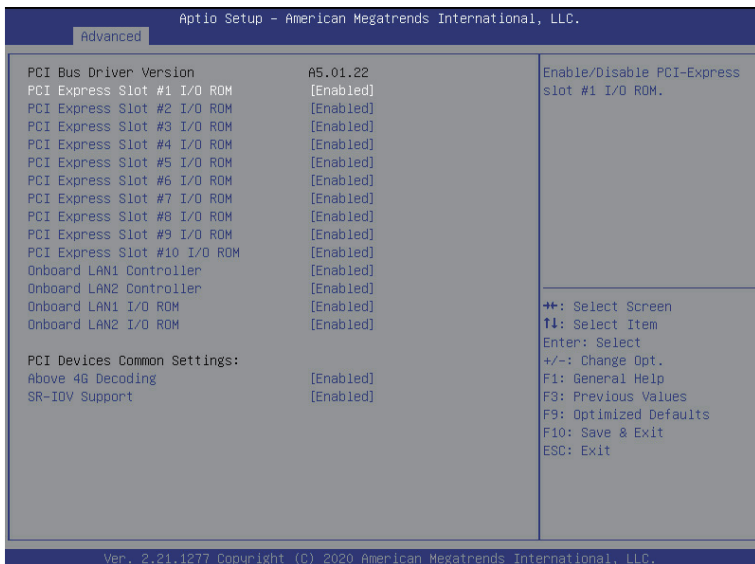 Aptio Setup – American Megatrends International, LLC.
Advanced
PCI Bus Driver Version A5.01.22
PCI Express Slot #1 I/O ROM [Enabled]
PCI Express Slot #2 I/O ROM [Enabled]
PCI Express Slot #3 I/O ROM [Enabled]
PCI Express Slot #4 I/O ROM [Enabled]
PCI Express Slot #5 I/O ROM [Enabled]
PCI Express Slot #6 I/O ROM [Enabled]
PCI Express Slot #7 I/O ROM [Enabled]
PCI Express Slot #8 I/O ROM [Enabled]
PCI Express Slot #9 I/O ROM [Enabled]
PCI Express Slot #10 I/O ROM [Enabled]
Onboard LAN1 Controller [Enabled]
Onboard LAN2 Controller [Enabled]
Onboard LAN1 I/O ROM [Enabled]
Onboard LAN2 I/O ROM [Enabled]
PCI Devices Common Settings:
Above 4G Decoding [Enabled]
SR-IOV Support [Enabled]
Enable/Disable PCI-Express
slot #1 I/O ROM.
→←: Select Screen
↑↓: Select Item
Enter: Select
+/-: Change Opt.
F1: General Help
F3: Previous Values
F9: Optimized Defaults
F10: Save & Exit
ESC: Exit
Ver. 2.21.1277 Copyright (C) 2020 American Megatrends International, LLC.